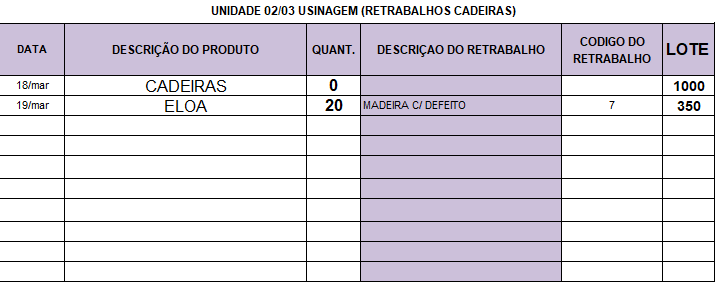 UNIDADE 02/03 USINAGEM (RETRABALHOS CADEIRAS)
DATA DESCRIÇÃO DO PRODUTO QUANT. DESCRIÇAO DO RETRABALHO CODIGO DO RETRABALHO LOTE
18/mar CADEIRAS 0 1000
19/mar ELOA 20 MADEIRA C/ DEFEITO 7 350